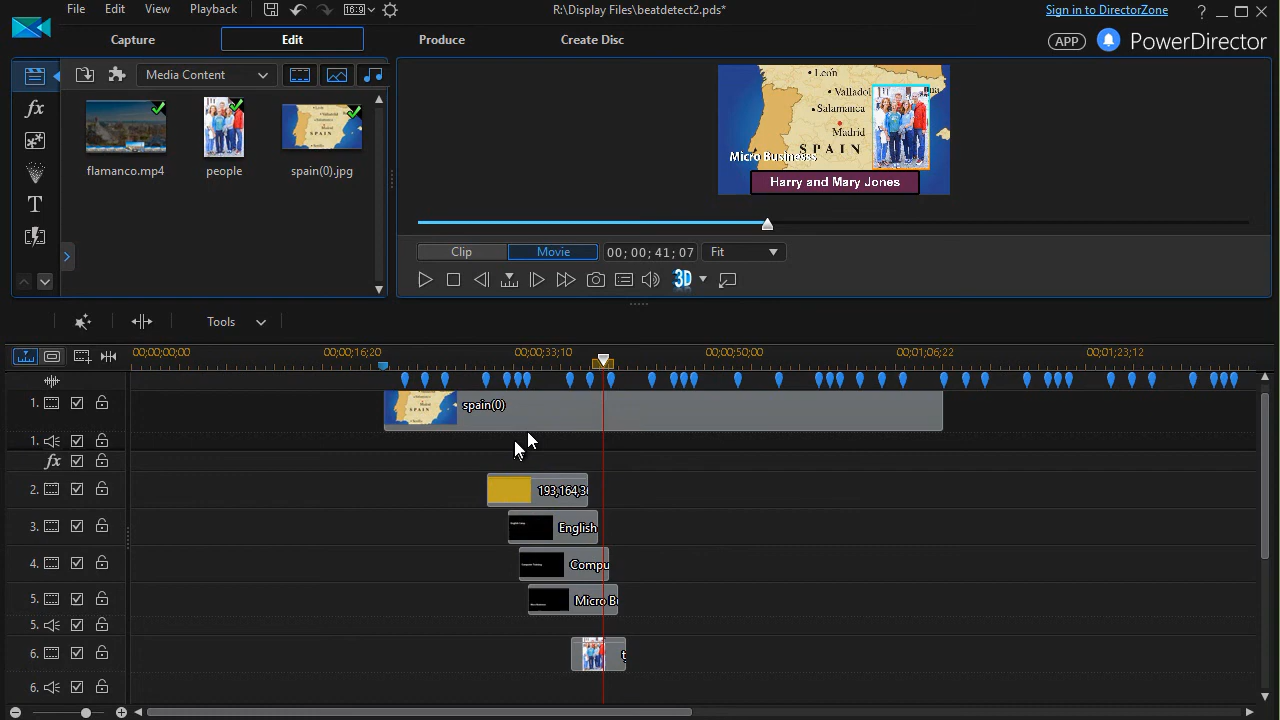 File Edit View Playback 16:9 R:\Display Files\beatdetect2.pds* Sign in to DirectorZone ?
Capture Edit Produce Create Disc APP PowerDirector
Media Content
flamanco.mp4 people spain(0).jpg
León
Salamanca
Madrid
SPAIN
Harry and Mary Jones
fx
T
Clip Movie 00; 00; 41; 07 Fit
3D
Tools
00;00;00;00 00;00;16;20 00;00;33;10 00;00;50;00 00;01;06;22 00;01;23;12
1. spain(0)
1.
fx
2. 193,164,3
3. English
4. Compu
5. Micro B
5.
6. t
6.